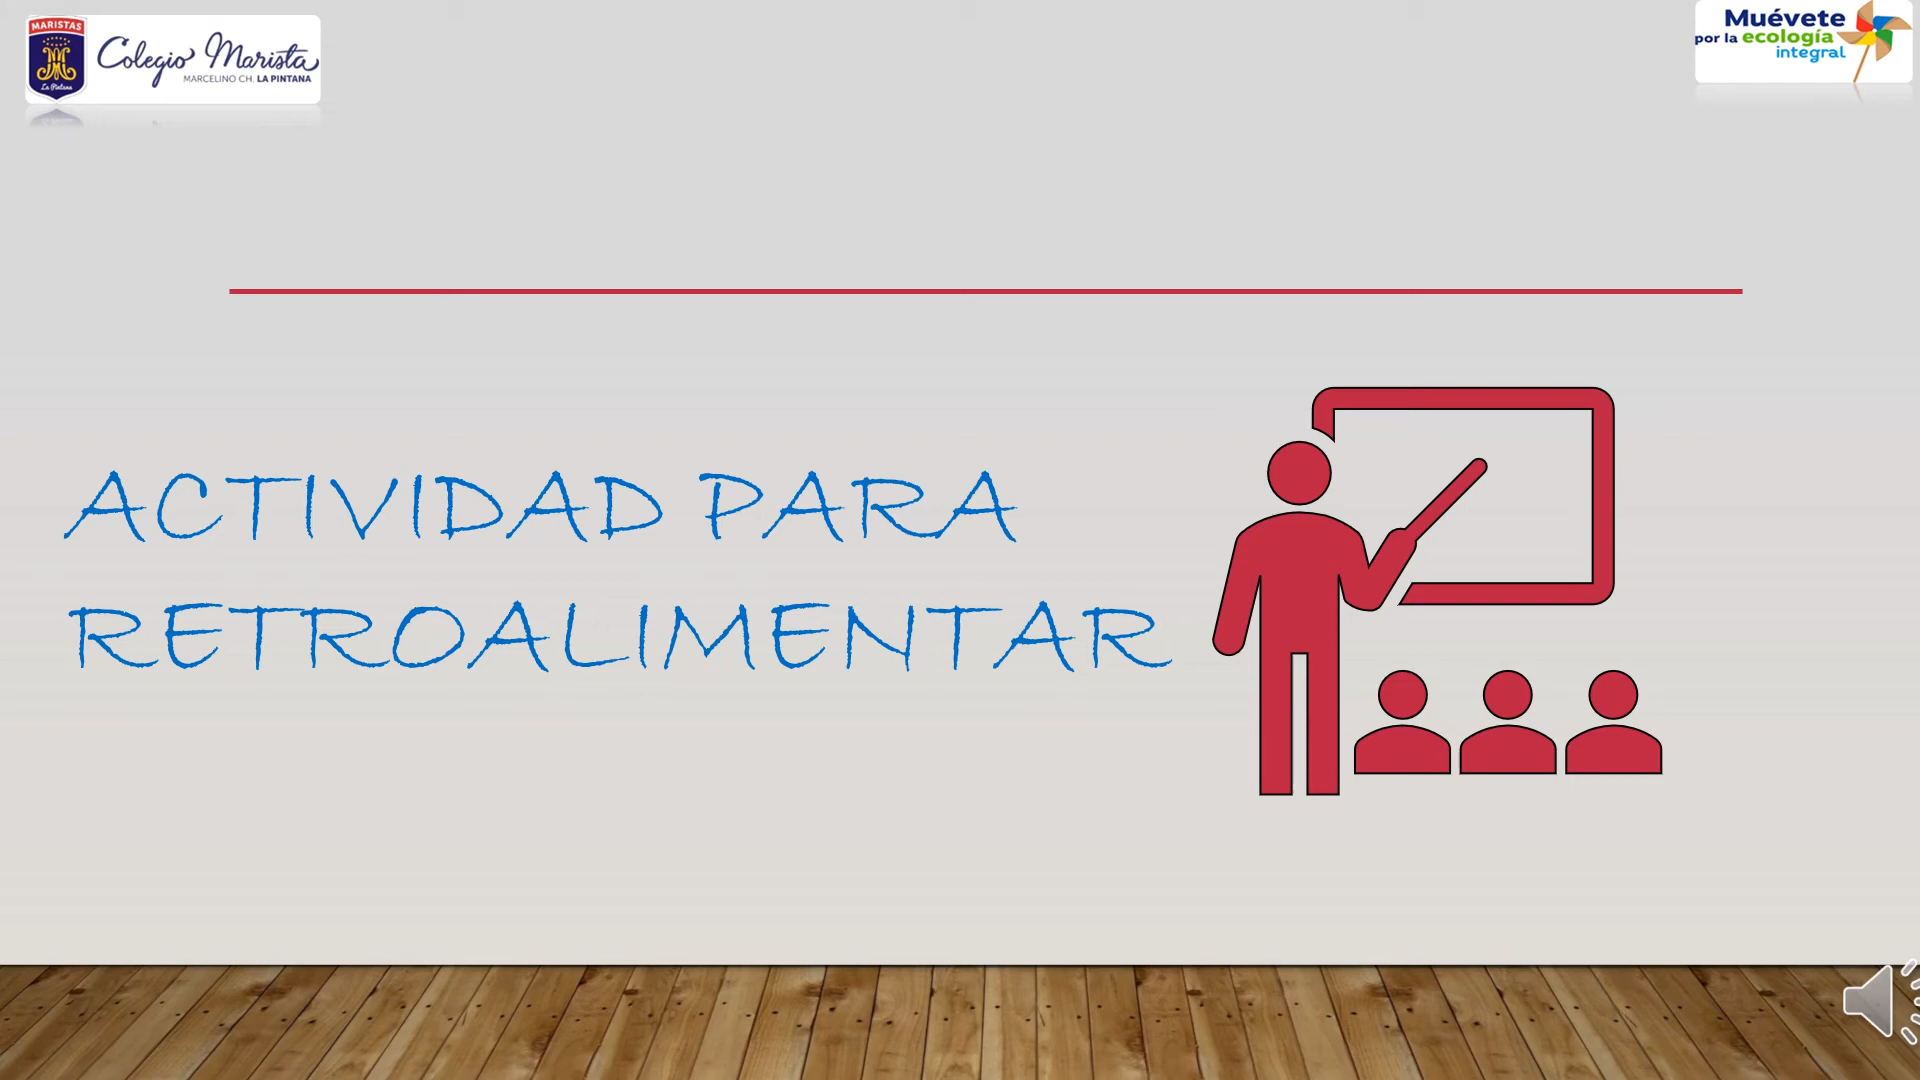 MARISTAS
La Pintana
Colegio Marista
MARCELINO CH. LA PINTANA
Muévete
por la ecología
integral
ACTIVIDAD PARA
RETROALIMENTAR